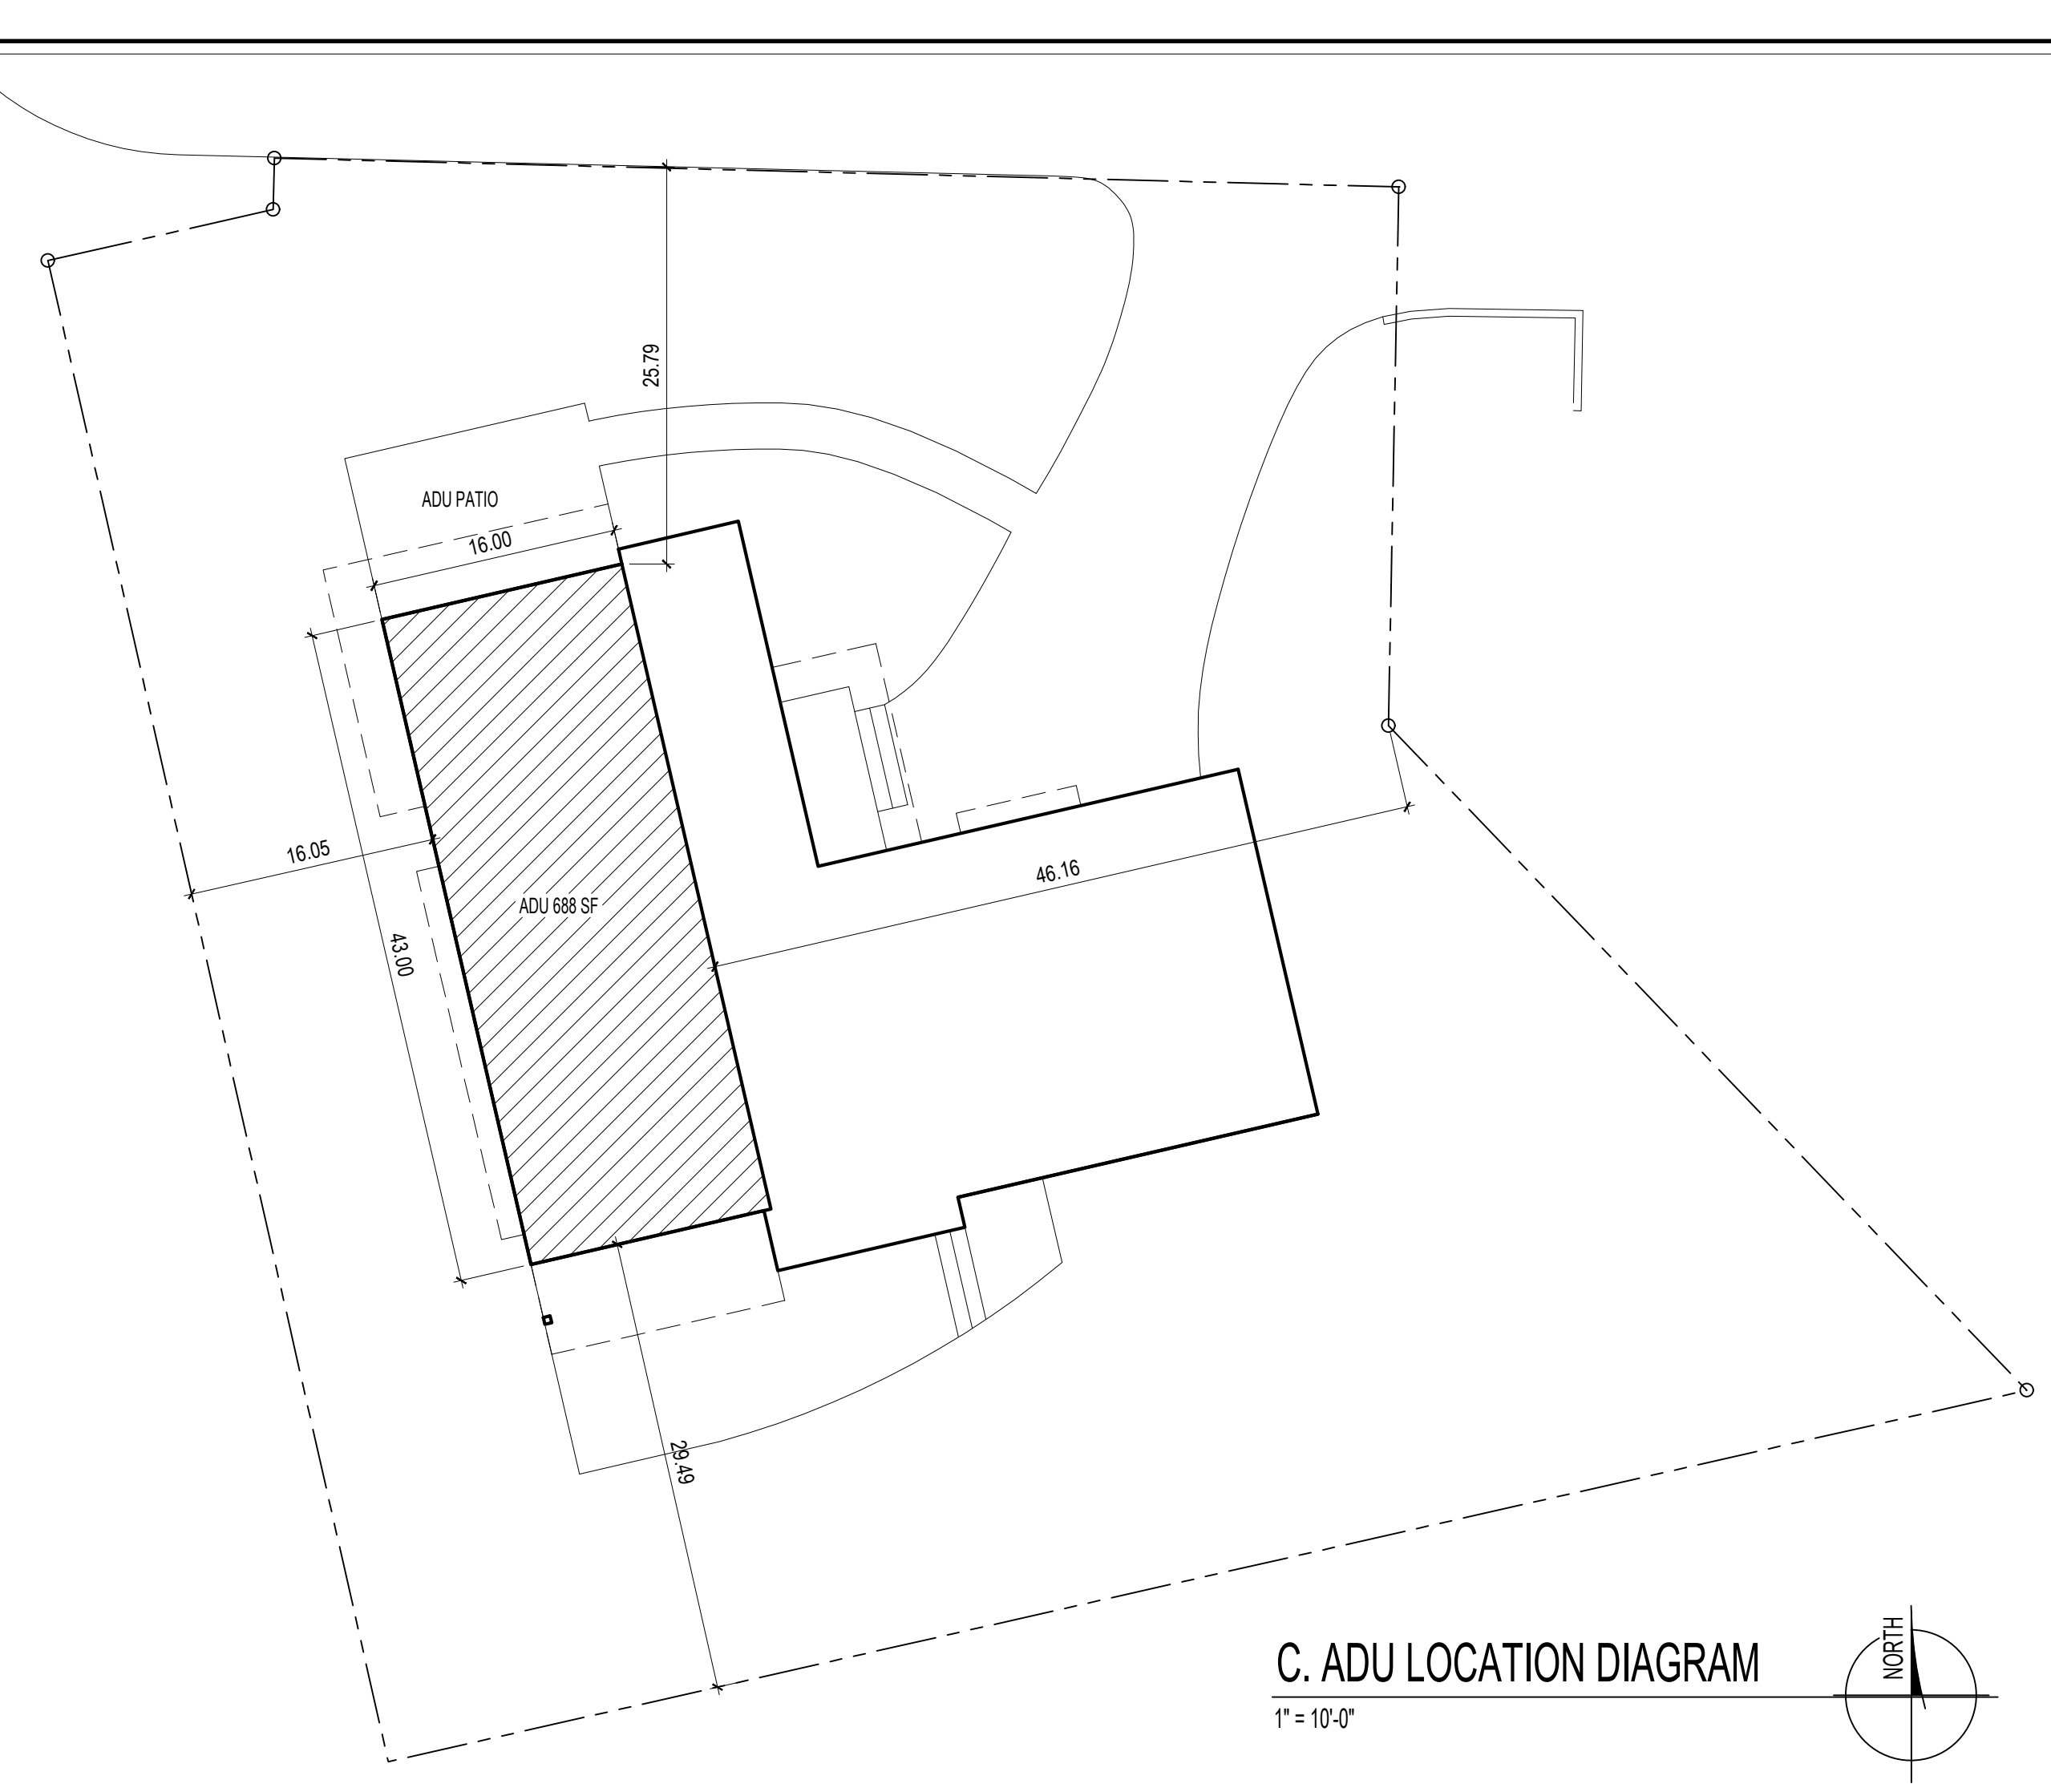 25.79
ADU PATIO
16.00
16.05
46.16
ADU 688 SF
43.00
29.49
C. ADU LOCATION DIAGRAM
1" = 10'-0"
NORTH